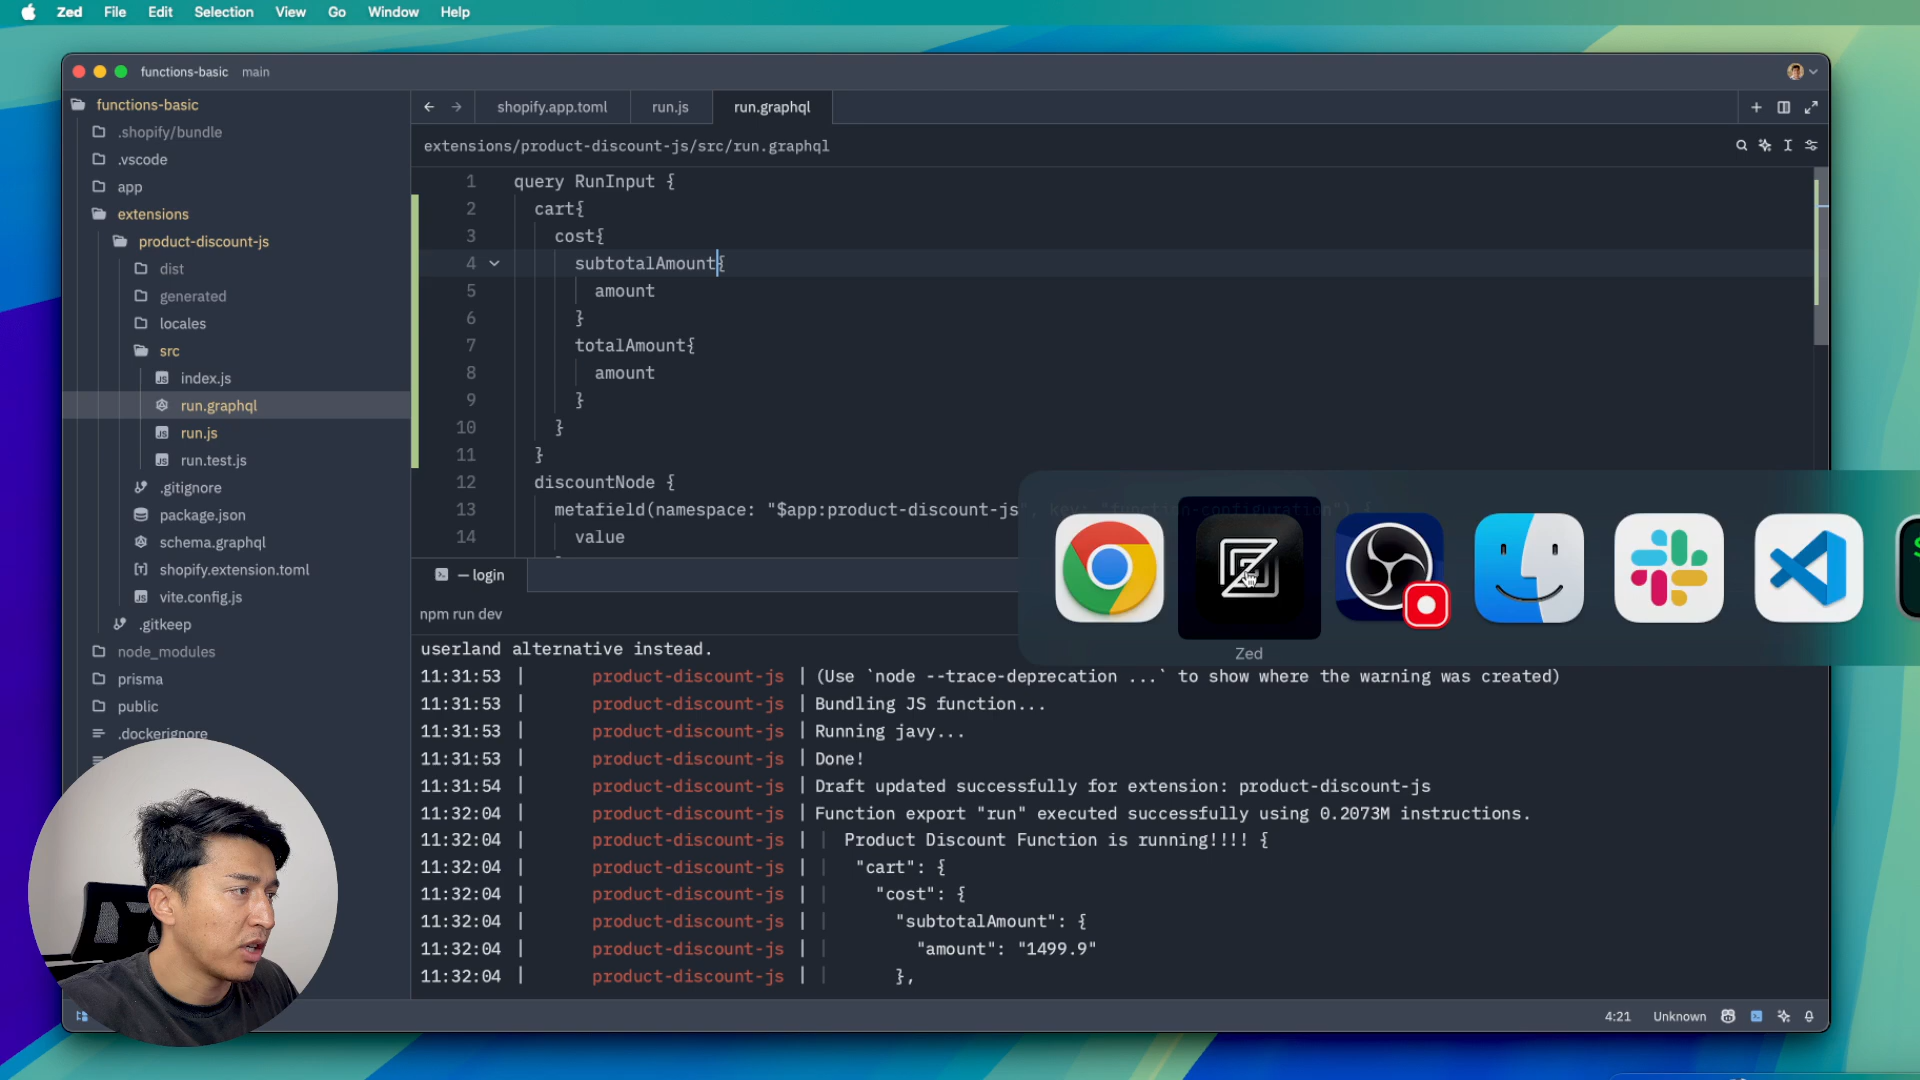 Zed File Edit Selection View Go Window Help
functions-basic main
functions-basic
.shopify/bundle
.vscode
app
extensions
product-discount-js
dist
generated
locales
src
index.js
run.graphql
run.js
run.test.js
.gitignore
package.json
schema.graphql
shopify.extension.toml
vite.config.js
.gitkeep
node_modules
prisma
public
.dockerignore
shopify.app.toml run.js run.graphql
extensions/product-discount-js/src/run.graphql
1 query RunInput {
2 cart{
3 cost{
4 subtotalAmount{
5 amount
6 }
7 totalAmount{
8 amount
9 }
10 }
11 }
12 discountNode {
13 metafield(namespace: "$app:product-discount-js", key: "function-configuration") {
14 value
Zed
— login
npm run dev
userland alternative instead.
11:31:53 | product-discount-js | (Use `node --trace-deprecation ...` to show where the warning was created)
11:31:53 | product-discount-js | Bundling JS function...
11:31:53 | product-discount-js | Running javy...
11:31:53 | product-discount-js | Done!
11:31:54 | product-discount-js | Draft updated successfully for extension: product-discount-js
11:32:04 | product-discount-js | Function export "run" executed successfully using 0.2073M instructions.
11:32:04 | product-discount-js | | Product Discount Function is running!!!! {
11:32:04 | product-discount-js | | "cart": {
11:32:04 | product-discount-js | | "cost": {
11:32:04 | product-discount-js | | "subtotalAmount": {
11:32:04 | product-discount-js | | "amount": "1499.9"
11:32:04 | product-discount-js | | },
4:21 Unknown